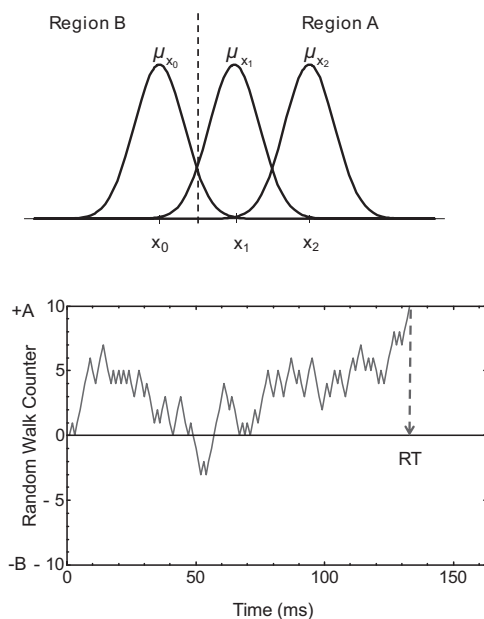 Region B Region A
μx₀ μx₁ μx₂
x₀ x₁ x₂
+A 10
5
0
- 5
-B - 10
Random Walk Counter
RT
0 50 100 150
Time (ms)